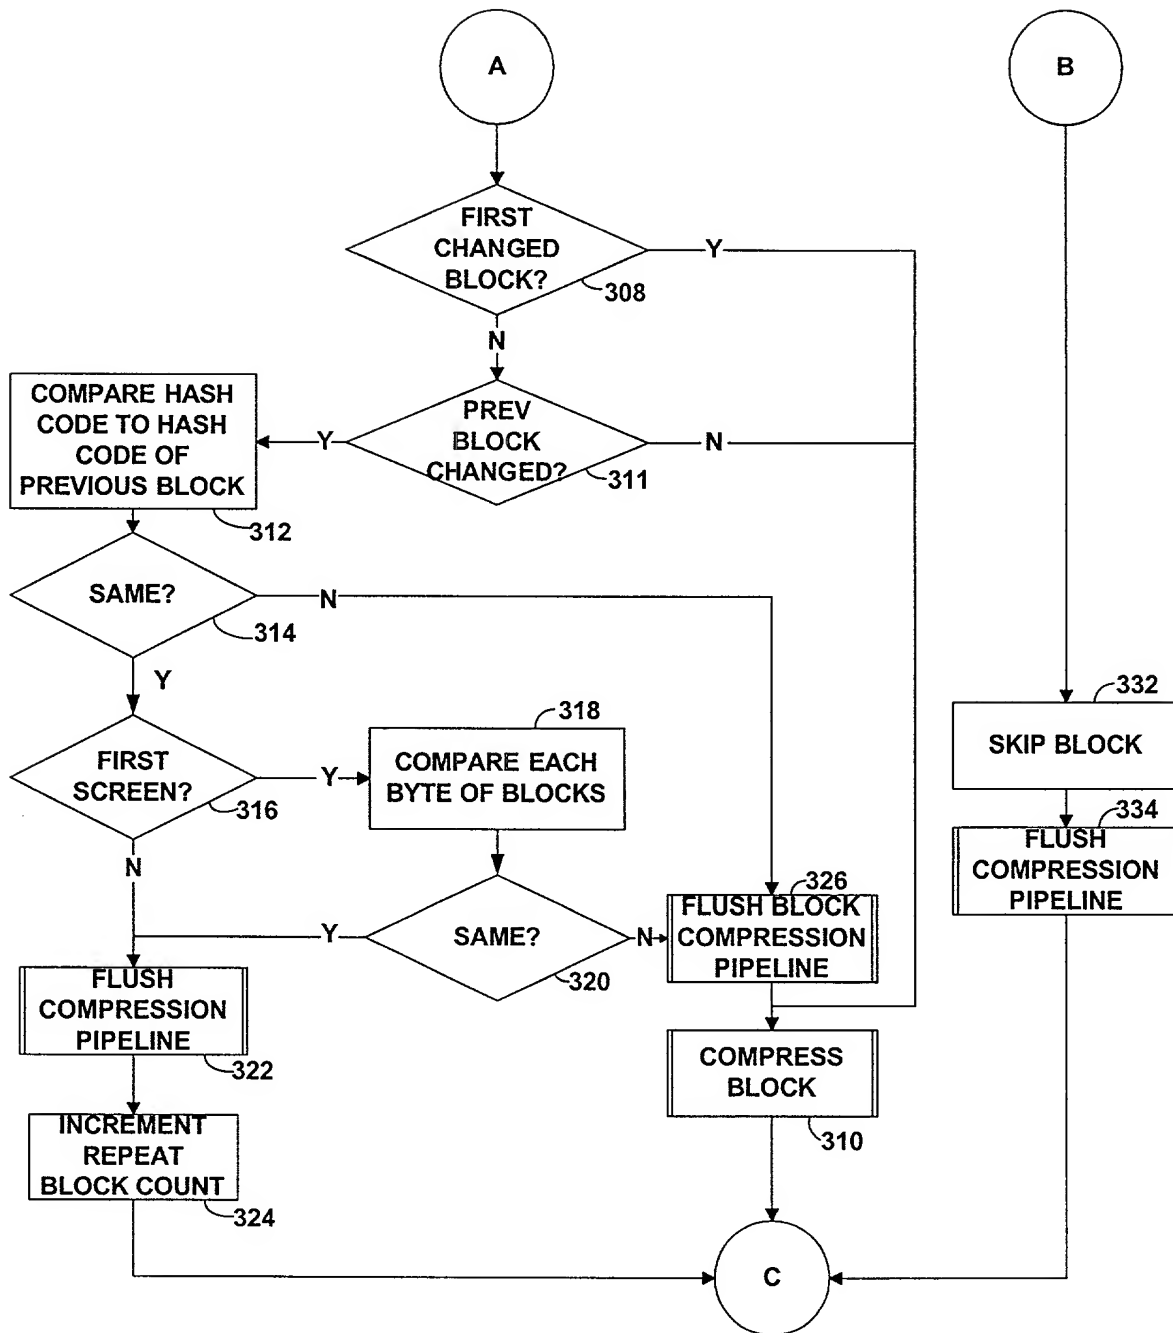 A
B
FIRST
CHANGED
BLOCK?
Y
308
N
COMPARE HASH
CODE TO HASH
CODE OF
PREVIOUS BLOCK
312
Y
PREV
BLOCK
CHANGED?
311
N
SAME?
314
N
Y
FIRST
SCREEN?
316
Y
318
COMPARE EACH
BYTE OF BLOCKS
332
SKIP BLOCK
334
FLUSH
COMPRESSION
PIPELINE
N
Y
SAME?
320
N
326
FLUSH BLOCK
COMPRESSION
PIPELINE
FLUSH
COMPRESSION
PIPELINE
322
COMPRESS
BLOCK
310
INCREMENT
REPEAT
BLOCK COUNT
324
C